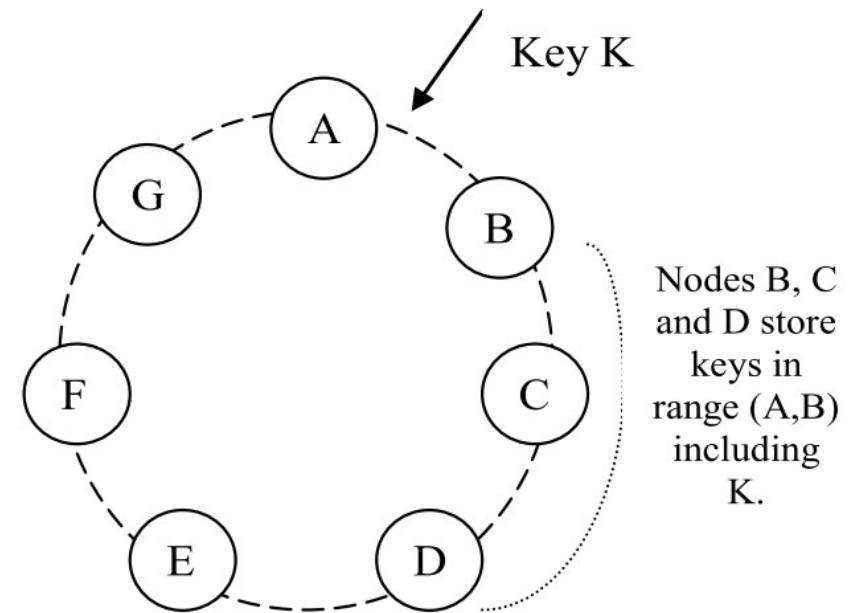 Key K
A
G
B
Nodes B, C
and D store
keys in
range (A,B)
including
K.
F
C
E
D